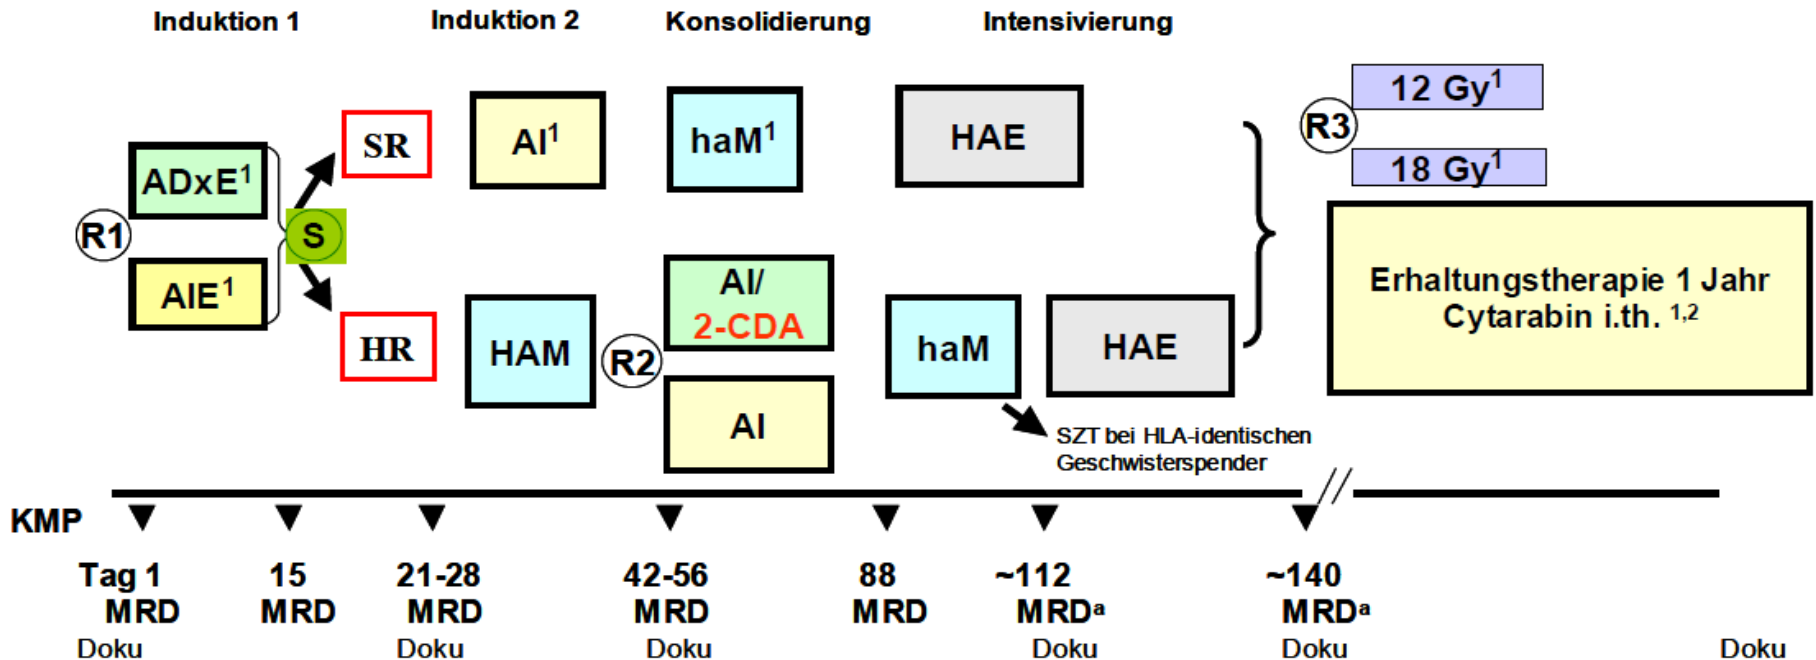 Induktion 1
Induktion 2
Konsolidierung
Intensivierung
ADxE¹
AIE¹
R1
S
SR
HR
AI¹
HAM
R2
haM¹
AI/
2-CDA
AI
HAE
haM
HAE
SZT bei HLA-identischen
Geschwisterspender
R3
12 Gy¹
18 Gy¹
Erhaltungstherapie 1 Jahr
Cytarabin i.th. ¹,²
KMP
Tag 1 15 21-28 42-56 88 ~112 ~140
MRD MRD MRD MRD MRD MRDᵃ MRDᵃ
Doku Doku Doku Doku Doku Doku